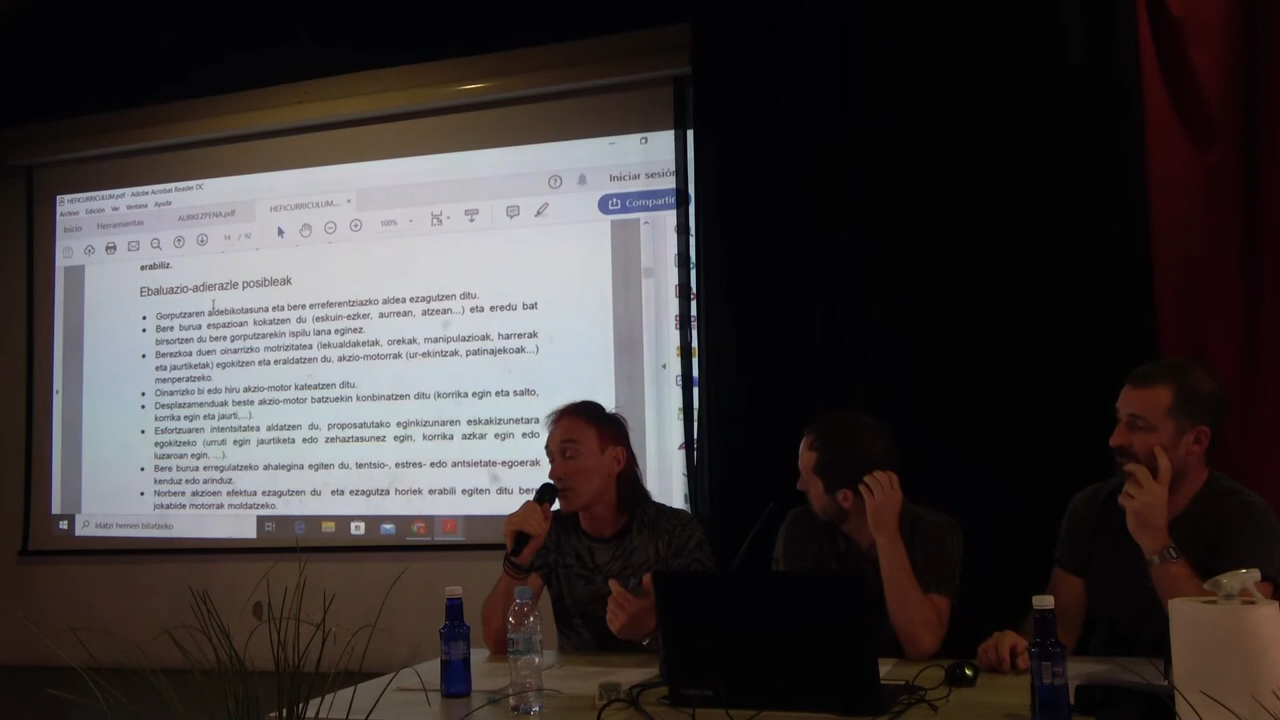 HEFICURRICULUM.pdf - Adobe Acrobat Reader DC
Archivo Edición Ver Ventana Ayuda
Inicio Herramientas AURKEZPENA.pdf HEFICURRICULUM.... × Iniciar sesión
14 / 92 100% Compartir
erabiliz.
Ebaluazio-adierazle posibleak
• Gorputzaren aldebikotasuna eta bere erreferentziazko aldea ezagutzen ditu.
• Bere burua espazioan kokatzen du (eskuin-ezker, aurrean, atzean...) eta eredu bat
birsortzen du bere gorputzarekin ispilu lana eginez.
• Berezkoa duen oinarrizko motrizitatea (lekualdaketak, orekak, manipulazioak, harrerak
eta jaurtiketak) egokitzen eta eraldatzen du, akzio-motorrak (ur-ekintzak, patinajekoak...)
menperatzeko.
• Oinarrizko bi edo hiru akzio-motor kateatzen ditu.
• Desplazamenduak beste akzio-motor batzuekin konbinatzen ditu (korrika egin eta salto,
korrika egin eta jaurti,...).
• Esfortzuaren intentsitatea aldatzen du, proposatutako eginkizunaren eskakizunetara
egokitzeko (urruti egin jaurtiketa edo zehaztasunez egin, korrika azkar egin edo
luzaroan egin, ...).
• Bere burua erregulatzeko ahalegina egiten du, tentsio-, estres- edo antsietate-egoerak
kenduz edo arinduz.
• Norbere akzioen efektua ezagutzen du eta ezagutza horiek erabili egiten ditu bere
jokabide motorrak moldatzeko.
Idatzi hemen bilatzeko
TOSHIBA